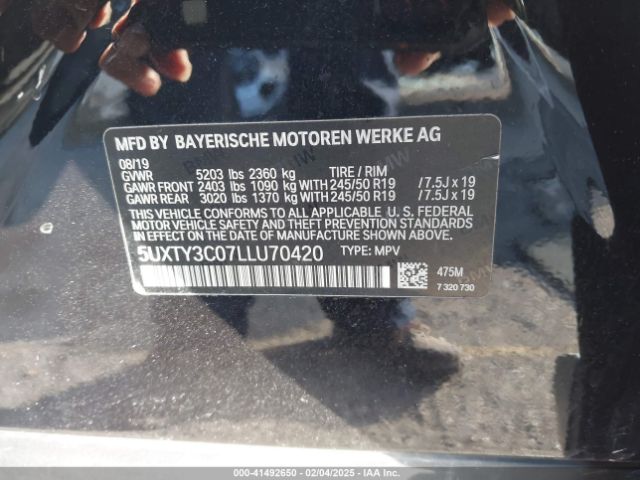 MFD BY BAYERISCHE MOTOREN WERKE AG
08/19
GVWR 5203 lbs 2360 kg TIRE / RIM
GAWR FRONT 2403 lbs 1090 kg WITH 245/50 R19 /7.5J x 19
GAWR REAR 3020 lbs 1370 kg WITH 245/50 R19 /7.5J x 19
THIS VEHICLE CONFORMS TO ALL APPLICABLE U. S. FEDERAL
MOTOR VEHICLE SAFETY AND THEFT PREVENTION STANDARDS
IN EFFECT ON THE DATE OF MANUFACTURE SHOWN ABOVE.
5UXTY3C07LLU70420 TYPE: MPV
475M
7 320 730
000-41492650 - 02/04/2025 - IAAI.COM